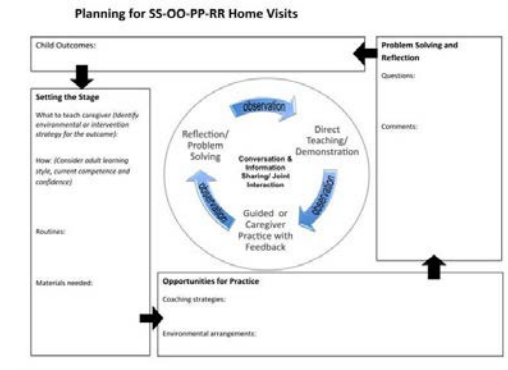 Planning for SS-OO-PP-RR Home Visits
Child Outcomes:
Setting the Stage
What to teach caregiver (Identify
environmental or intervention
strategy for the outcome):
How: (Consider adult learning
style, current competence and
confidence)
Routines:
Materials needed:
observation
Direct
Teaching/
Demonstration
observation
Guided or
Caregiver
Practice with
Feedback
observation
Reflection/
Problem
Solving
Conversation &
Information
Sharing/ Joint
Interaction
Opportunities for Practice
Coaching strategies:
Environmental arrangements:
Problem Solving and
Reflection
Questions:
Comments: